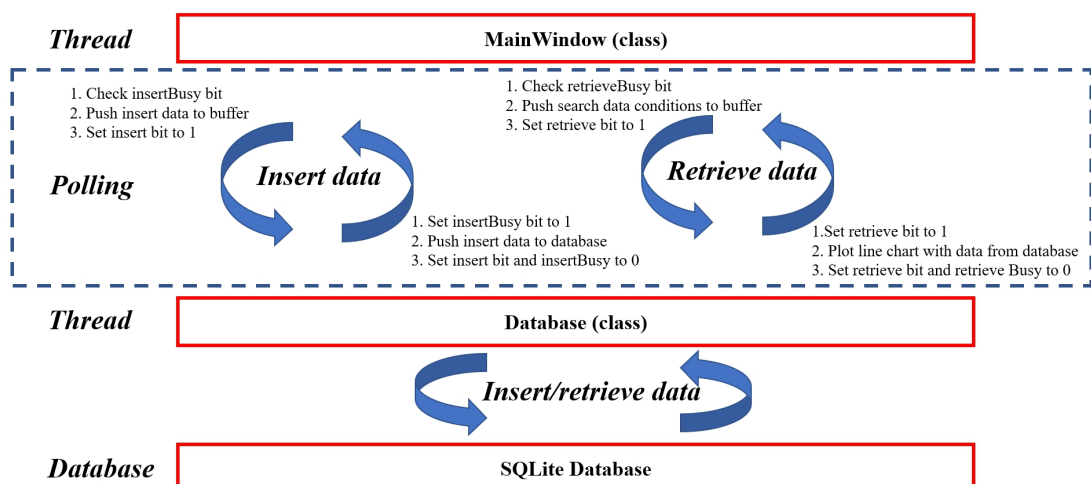 Thread
MainWindow (class)
1. Check insertBusy bit
2. Push insert data to buffer
3. Set insert bit to 1
1. Check retrieveBusy bit
2. Push search data conditions to buffer
3. Set retrieve bit to 1
Polling
Insert data
Retrieve data
1. Set insertBusy bit to 1
2. Push insert data to database
3. Set insert bit and insertBusy to 0
1.Set retrieve bit to 1
2. Plot line chart with data from database
3. Set retrieve bit and retrieve Busy to 0
Thread
Database (class)
Insert/retrieve data
Database
SQLite Database